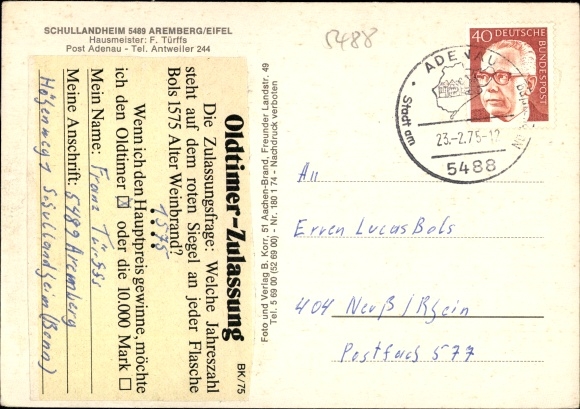 SCHULLANDHEIM 5489 AREMBERG/EIFEL
Hausmeister: F. Türffs
Post Adenau - Tel. Antweiler 244
5488
40 DEUTSCHE BUNDESPOST
ADENAU
Stadt am
23.-2.75-12
5488
Oldtimer-Zulassung
Die Zulassungsfrage: Welche Jahreszahl
steht auf dem roten Siegel an jeder Flasche
Bols 1575 Alter Weinbrand?
1575
Wenn ich den Hauptpreis gewinne, möchte
ich den Oldtimer ☒ oder die 10.000 Mark ☐
Mein Name: Franz Türffs
Meine Anschrift: 5489 Aremberg
Schullandheim (Bonn)
BK/75
Foto und Verlag B. Korr, 51 Aachen-Brand, Freunder Landstr. 49
Tel. 5 69 00 (52 69 00) - Nr. 180 1 74 - Nachdruck verboten
An
Erren Lucas Bols
404 Neuß/Rhein
Postfach 577